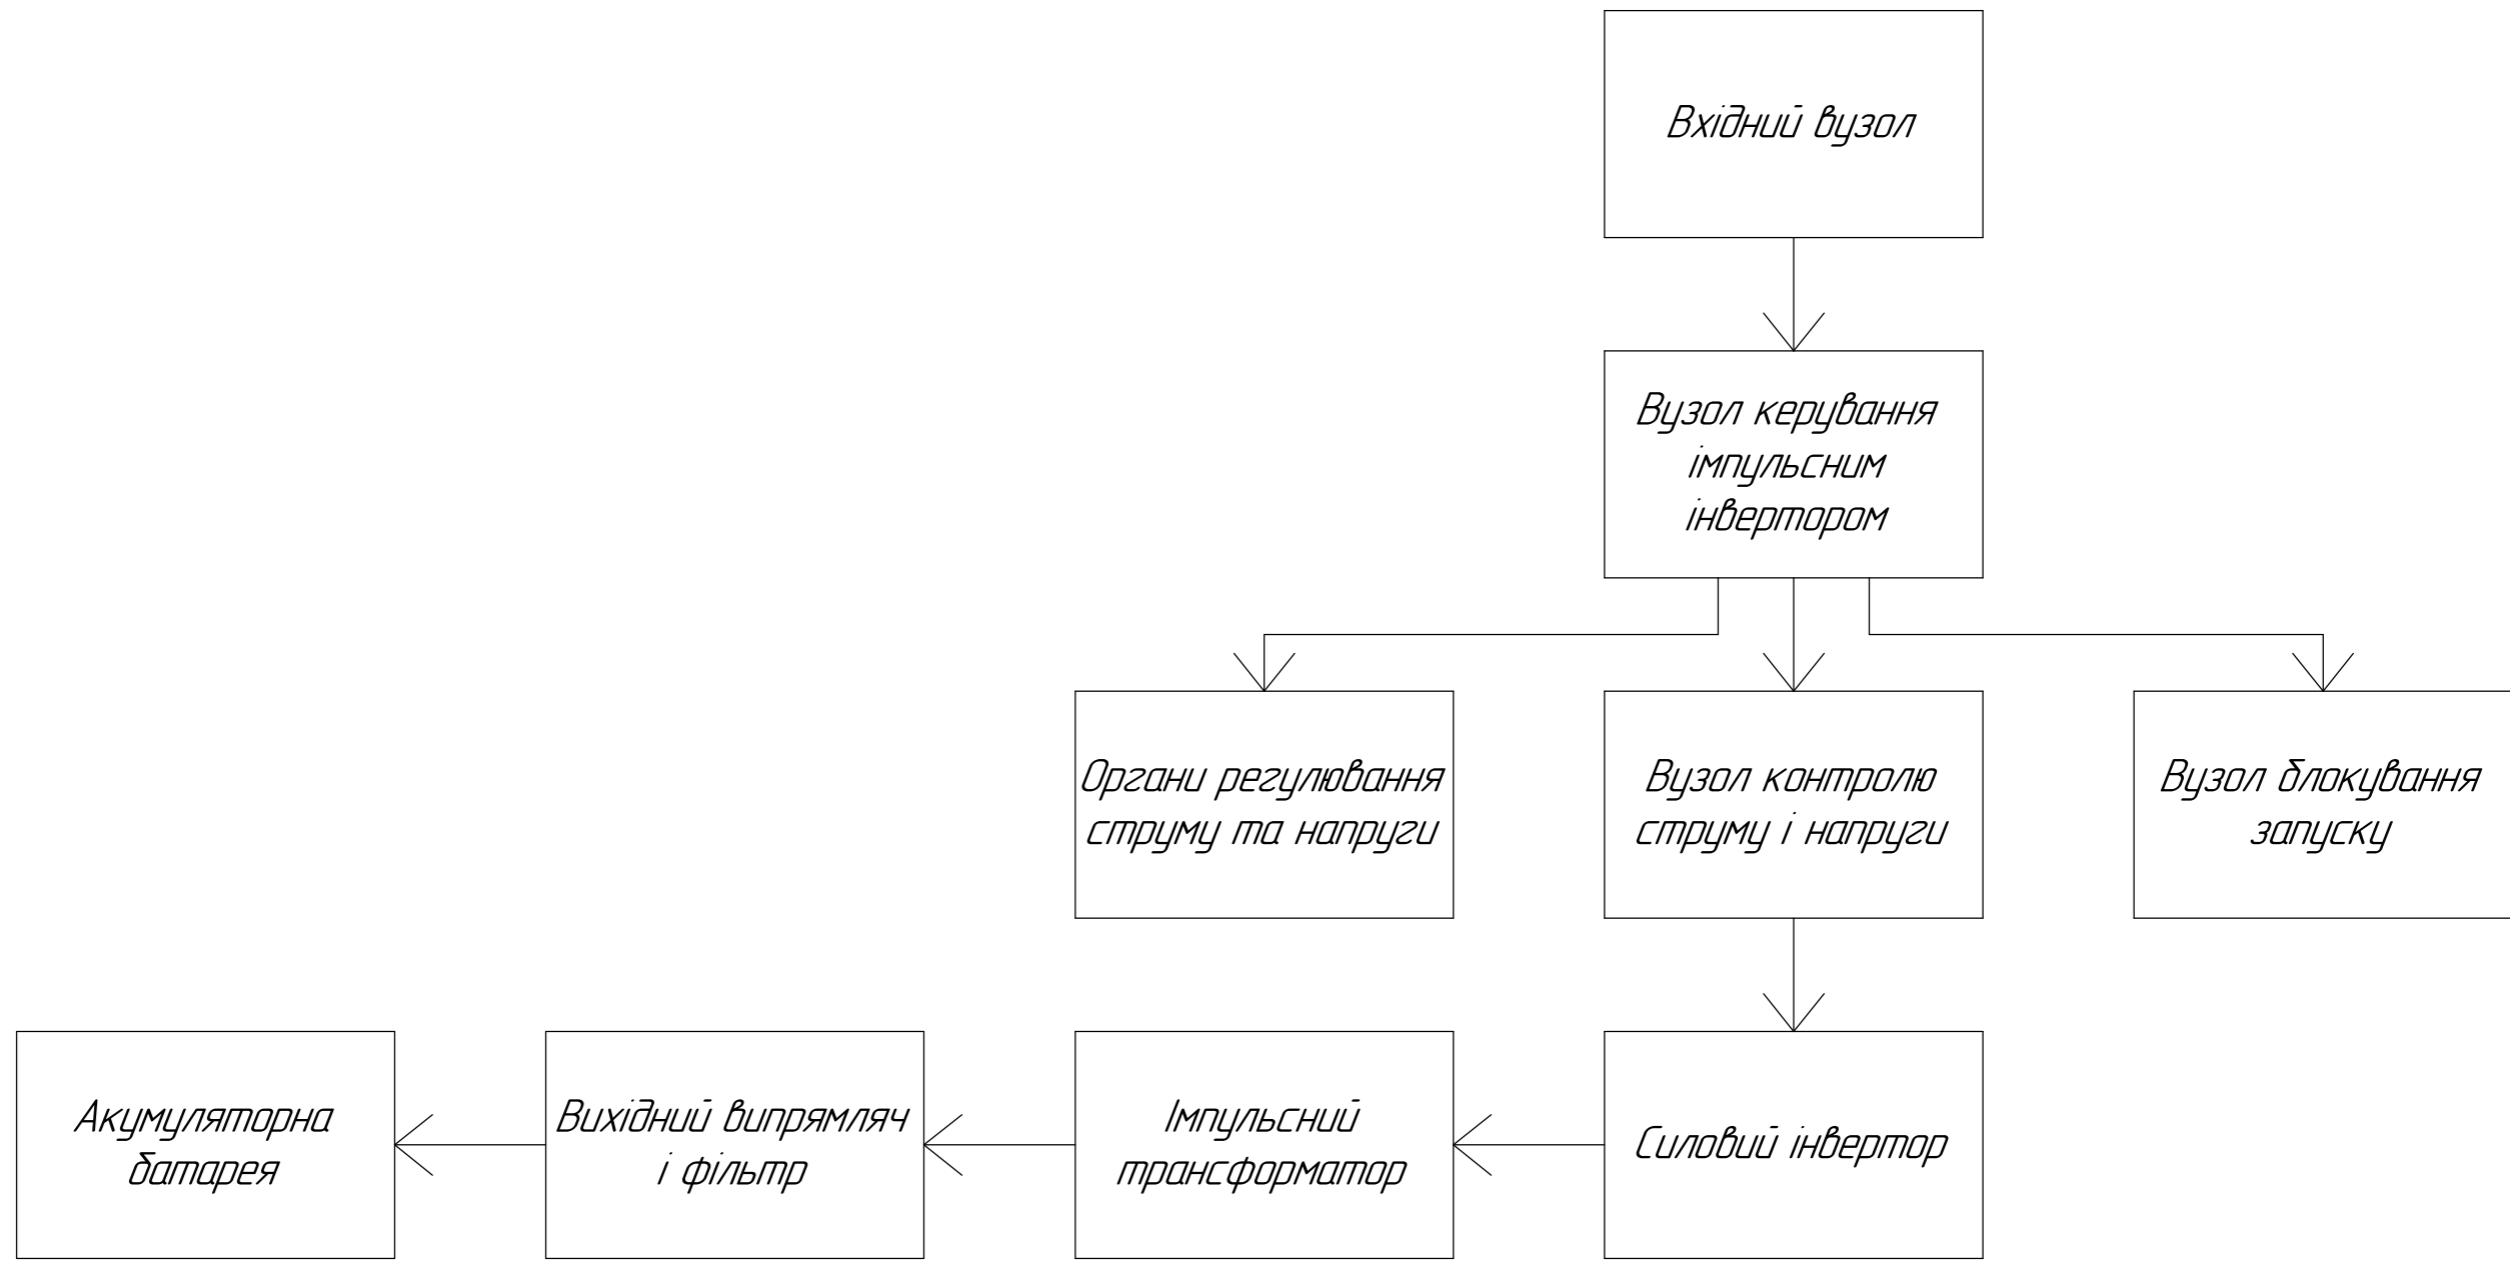 Вхідний вузол
Вузол керування
імпульсним
інвертором
Органи регулювання
струму та напруги
Вузол контролю
струму і напруги
Вузол блокування
запуску
Акумуляторна
батарея
Вихідний випрямляч
і фільтр
Імпульсний
трансформатор
Силовий інвертор